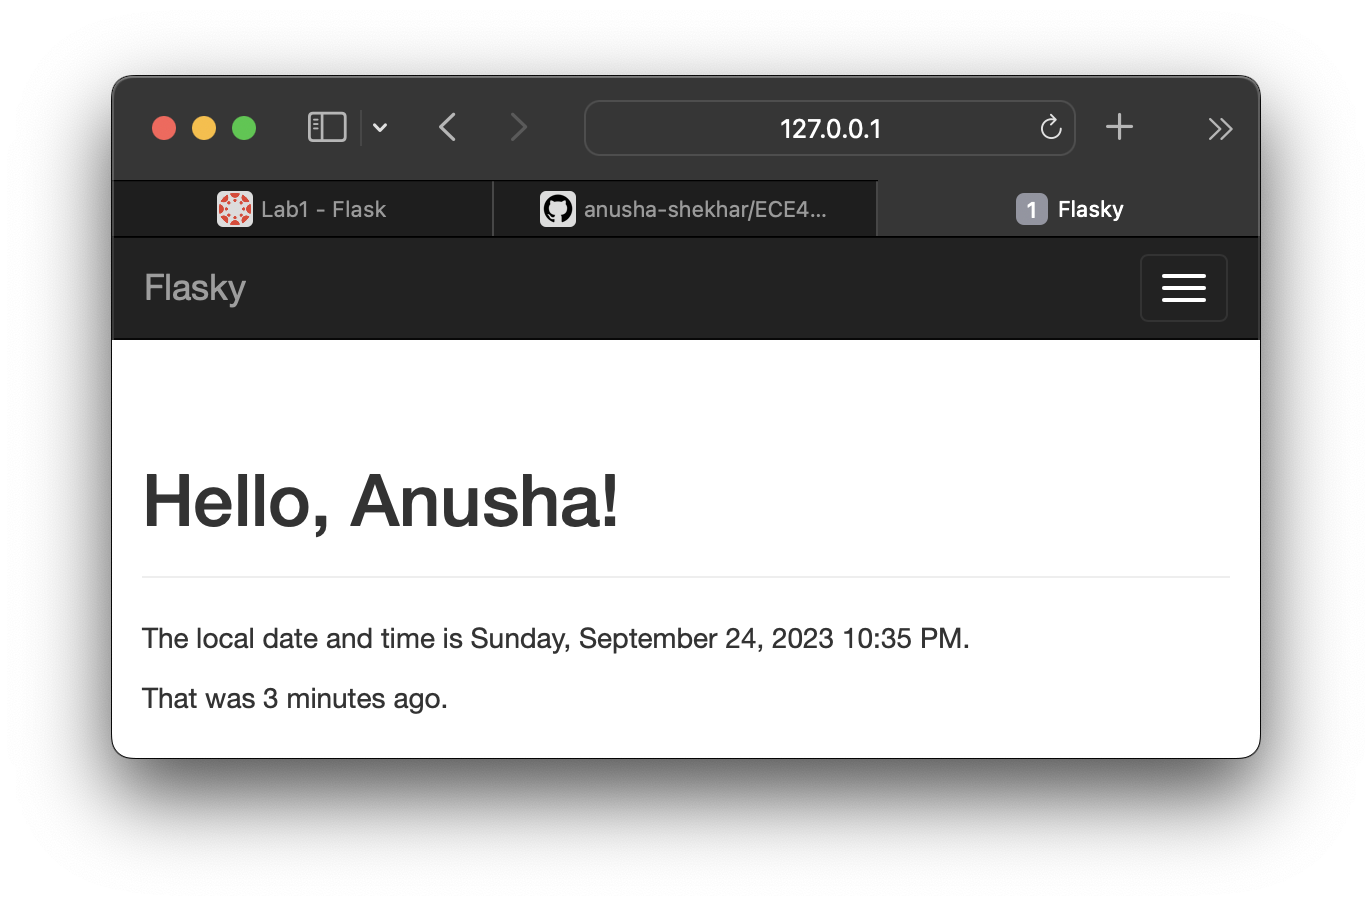 127.0.0.1
Lab1 - Flask
anusha-shekhar/ECE4...
1 Flasky
Flasky
Hello, Anusha!
The local date and time is Sunday, September 24, 2023 10:35 PM.
That was 3 minutes ago.